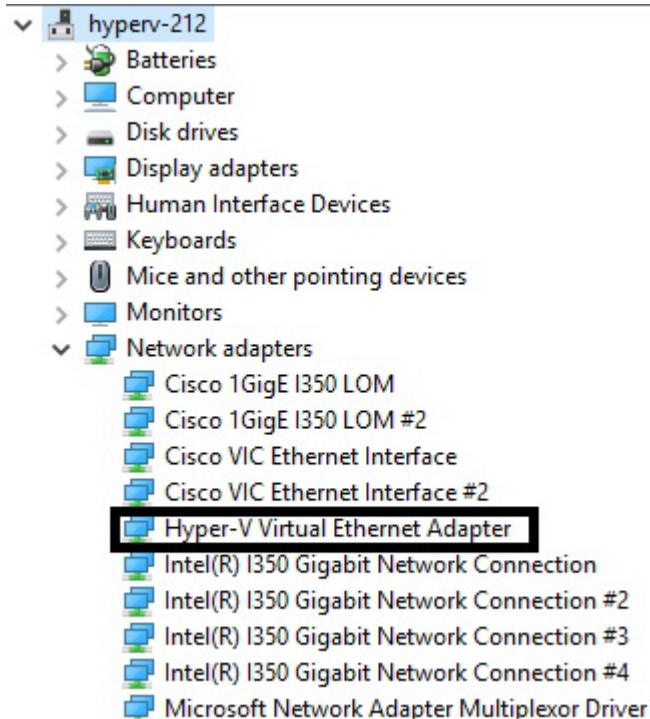 hyperv-212
Batteries
Computer
Disk drives
Display adapters
Human Interface Devices
Keyboards
Mice and other pointing devices
Monitors
Network adapters
Cisco 1GigE I350 LOM
Cisco 1GigE I350 LOM #2
Cisco VIC Ethernet Interface
Cisco VIC Ethernet Interface #2
Hyper-V Virtual Ethernet Adapter
Intel(R) I350 Gigabit Network Connection
Intel(R) I350 Gigabit Network Connection #2
Intel(R) I350 Gigabit Network Connection #3
Intel(R) I350 Gigabit Network Connection #4
Microsoft Network Adapter Multiplexor Driver